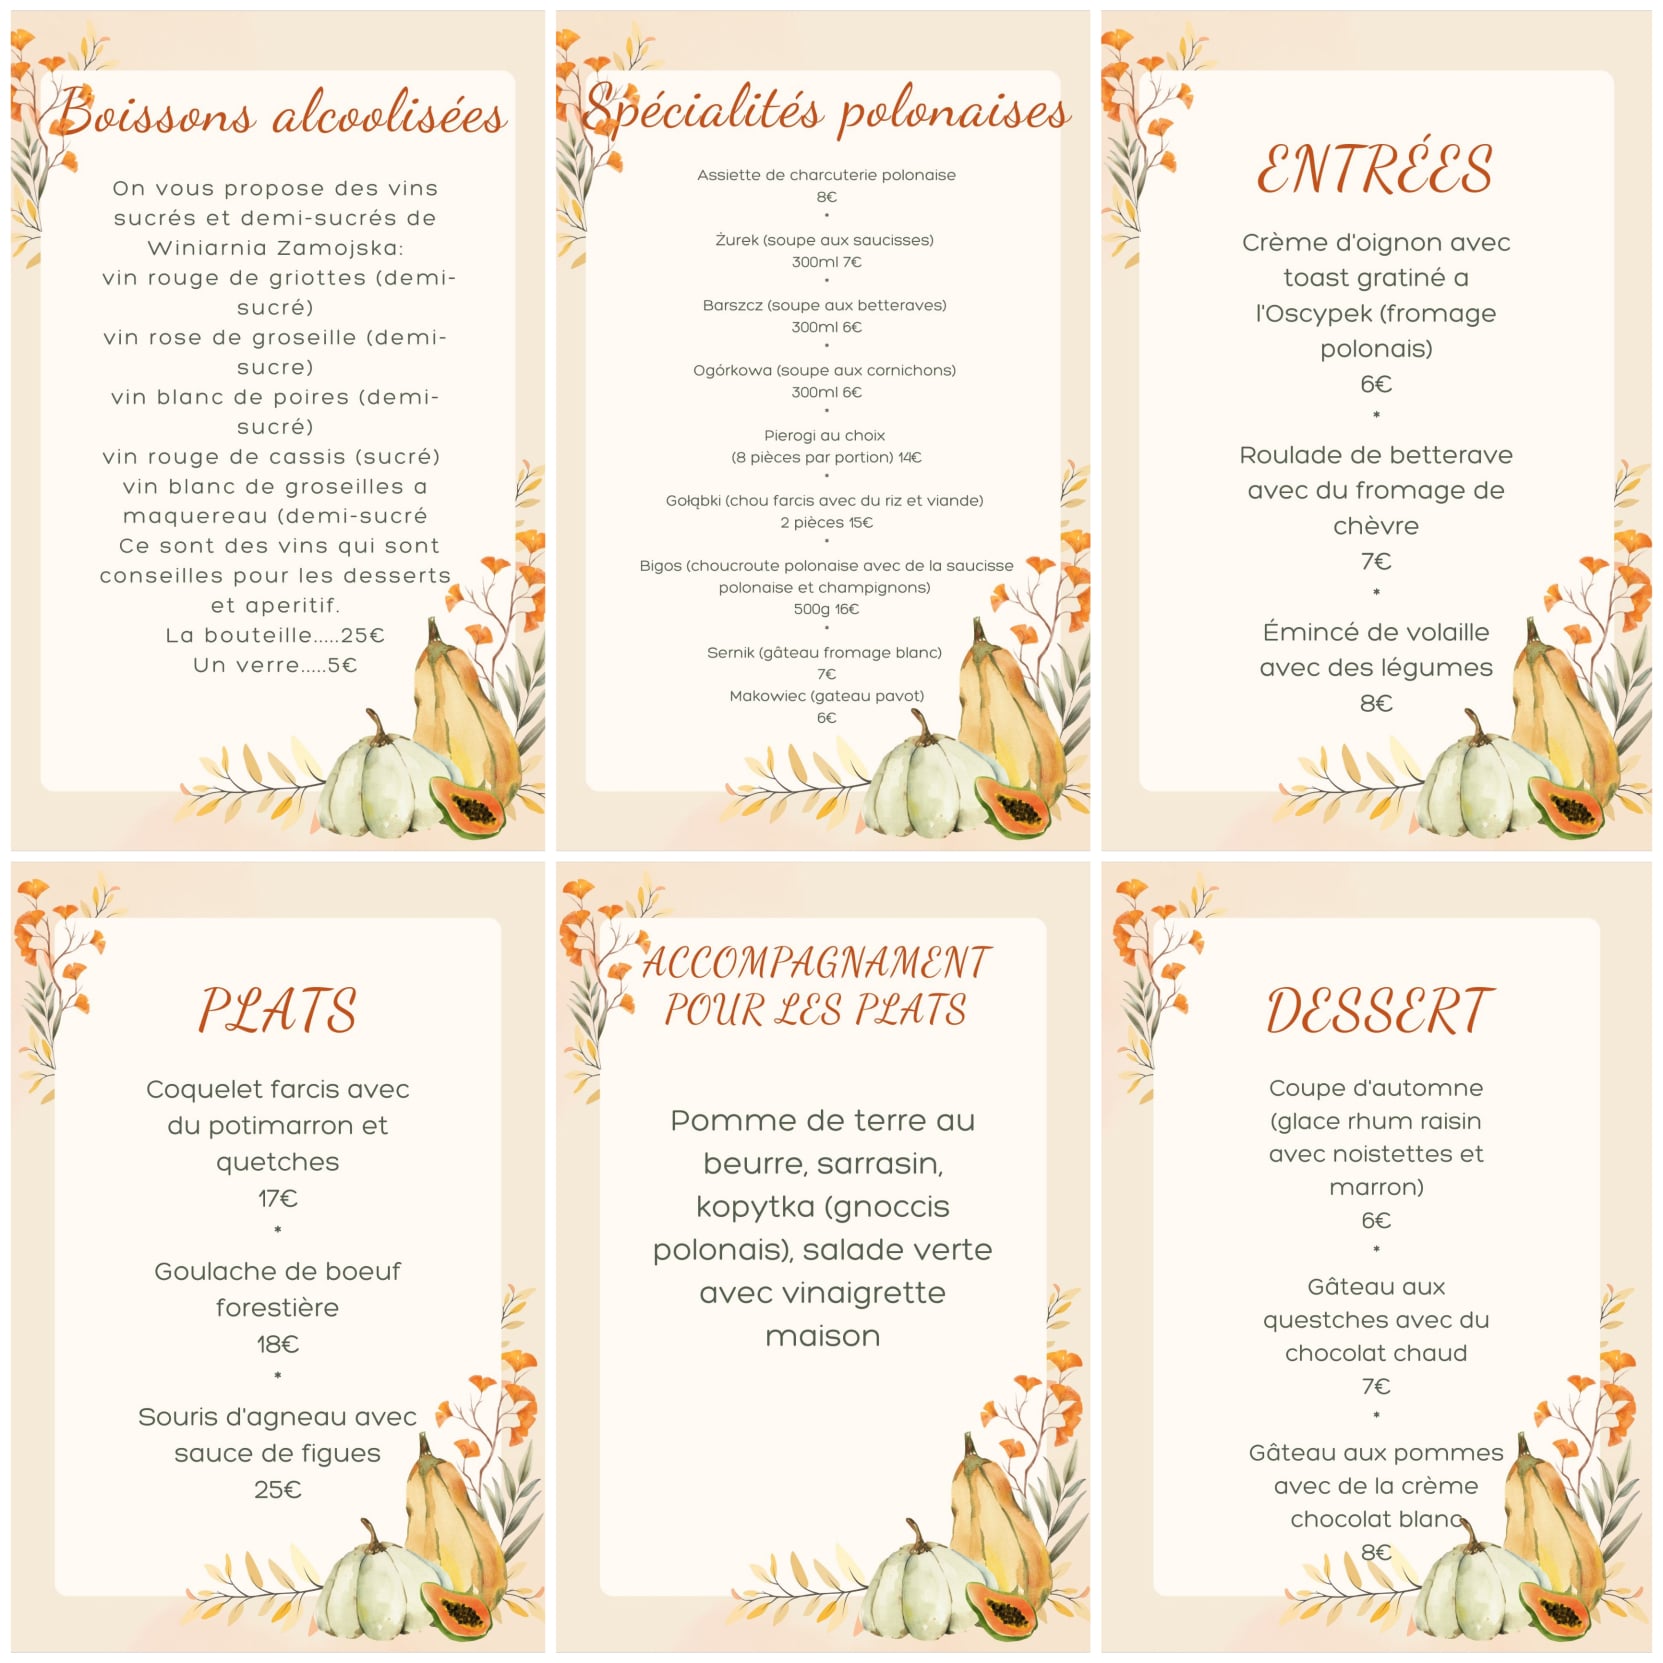 Boissons alcoolisées
On vous propose des vins
sucrés et demi-sucrés de
Winiarnia Zamojska:
vin rouge de griottes (demi-
sucré)
vin rose de groseille (demi-
sucre)
vin blanc de poires (demi-
sucré)
vin rouge de cassis (sucré)
vin blanc de groseilles a
maquereau (demi-sucré
Ce sont des vins qui sont
conseilles pour les desserts
et aperitif.
La bouteille.....25€
Un verre.....5€
Spécialités polonaises
Assiette de charcuterie polonaise
8€
*
Żurek (soupe aux saucisses)
300ml 7€
*
Barszcz (soupe aux betteraves)
300ml 6€
*
Ogórkowa (soupe aux cornichons)
300ml 6€
*
Pierogi au choix
(8 pièces par portion) 14€
*
Gołąbki (chou farcis avec du riz et viande)
2 pièces 15€
*
Bigos (choucroute polonaise avec de la saucisse
polonaise et champignons)
500g 16€
*
Sernik (gâteau fromage blanc)
7€
Makowiec (gateau pavot)
6€
ENTRÉES
Crème d'oignon avec
toast gratiné a
l'Oscypek (fromage
polonais)
6€
*
Roulade de betterave
avec du fromage de
chèvre
7€
*
Émincé de volaille
avec des légumes
8€
PLATS
Coquelet farcis avec
du potimarron et
quetches
17€
*
Goulache de boeuf
forestière
18€
*
Souris d'agneau avec
sauce de figues
25€
ACCOMPAGNAMENT
POUR LES PLATS
Pomme de terre au
beurre, sarrasin,
kopytka (gnoccis
polonais), salade verte
avec vinaigrette
maison
DESSERT
Coupe d'automne
(glace rhum raisin
avec noistettes et
marron)
6€
*
Gâteau aux
questches avec du
chocolat chaud
7€
*
Gâteau aux pommes
avec de la crème
chocolat blanc
8€